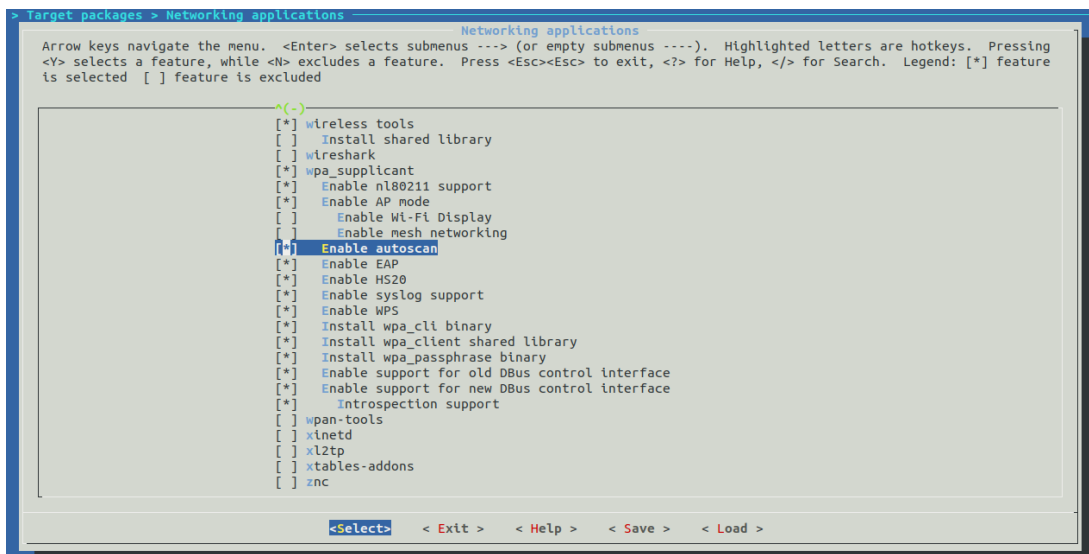 > Target packages > Networking applications
Networking applications
Arrow keys navigate the menu.  <Enter> selects submenus ---> (or empty submenus ----).  Highlighted letters are hotkeys.  Pressing
<Y> selects a feature, while <N> excludes a feature.  Press <Esc><Esc> to exit, <?> for Help, </> for Search.  Legend: [*] feature
is selected  [ ] feature is excluded
^(-)
[*] wireless tools
[ ]   Install shared library
[ ] wireshark
[*] wpa_supplicant
[*]   Enable nl80211 support
[*]   Enable AP mode
[ ]     Enable Wi-Fi Display
[ ]     Enable mesh networking
[*]   Enable autoscan
[*]   Enable EAP
[*]   Enable HS20
[*]   Enable syslog support
[*]   Enable WPS
[*]   Install wpa_cli binary
[*]   Install wpa_client shared library
[*]   Install wpa_passphrase binary
[*]   Enable support for old DBus control interface
[*]   Enable support for new DBus control interface
[*]     Introspection support
[ ] wpan-tools
[ ] xinetd
[ ] xl2tp
[ ] xtables-addons
[ ] znc
<Select>    < Exit >    < Help >    < Save >    < Load >